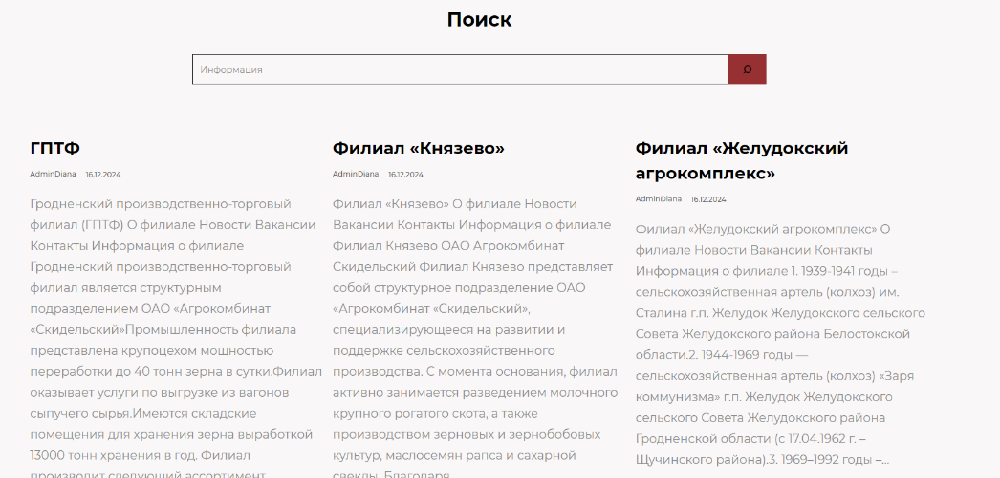 Поиск
Информация
ГПТФ
AdminDiana 16.12.2024
Гродненский производственно-торговый
филиал (ГПТФ) О филиале Новости Вакансии
Контакты Информация о филиале
Гродненский производственно-торговый
филиал является структурным
подразделением ОАО «Агрокомбинат
«Скидельский»Промышленность филиала
представлена крупоцехом мощностью
переработки до 40 тонн зерна в сутки.Филиал
оказывает услуги по выгрузке из вагонов
сыпучего сырья.Имеются складские
помещения для хранения зерна выработкой
13000 тонн хранения в год. Филиал
производит следующий ассортимент
Филиал «Князево»
AdminDiana 16.12.2024
Филиал «Князево» О филиале Новости
Вакансии Контакты Информация о филиале
Филиал Князево ОАО Агрокомбинат
Скидельский Филиал Князево представляет
собой структурное подразделение ОАО
«Агрокомбинат «Скидельский»,
специализирующееся на развитии и
поддержке сельскохозяйственного
производства. С момента основания, филиал
активно занимается разведением молочного
крупного рогатого скота, а также
производством зерновых и зернобобовых
культур, маслосемян рапса и сахарной
свеклы. Благодаря
Филиал «Желудокский
агрокомплекс»
AdminDiana 16.12.2024
Филиал «Желудокский агрокомплекс» О
филиале Новости Вакансии Контакты
Информация о филиале 1. 1939-1941 годы –
сельскохозяйственная артель (колхоз) им.
Сталина г.п. Желудок Желудокского сельского
Совета Желудокского района Белостокской
области.2. 1944-1969 годы —
сельскохозяйственная артель (колхоз) «Заря
коммунизма» г.п. Желудок Желудокского
сельского Совета Желудокского района
Гродненской области (с 17.04.1962 г. –
Щучинского района).3. 1969–1992 годы –...